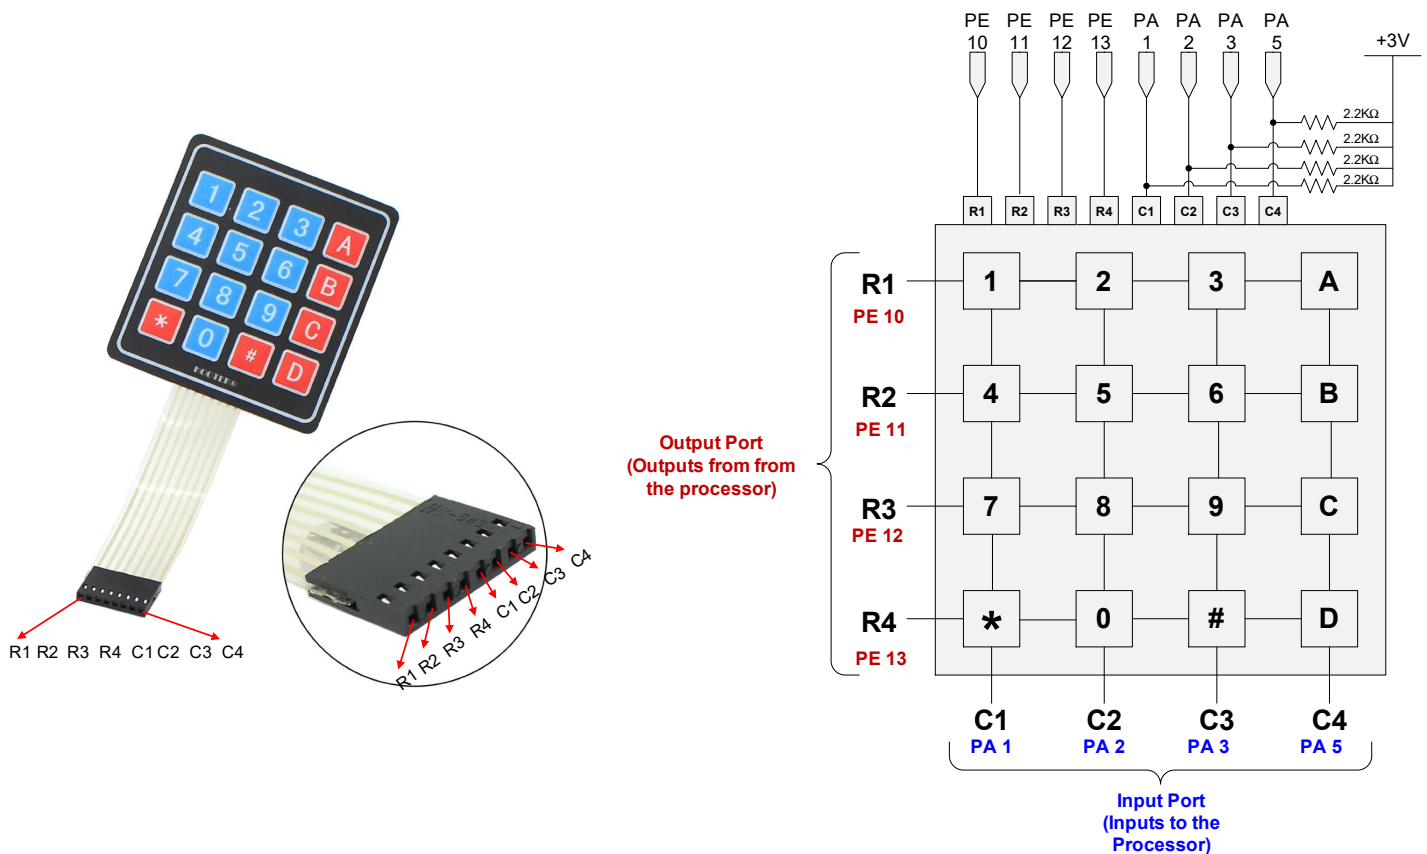 1 2 3 A
4 5 6 B
7 8 9 C
* 0 # D
R1 R2 R3 R4 C1 C2 C3 C4
R1 R2 R3 R4 C1 C2 C3 C4
PE 10
PE 11
PE 12
PE 13
PA 1
PA 2
PA 3
PA 5
+3V
2.2KΩ
2.2KΩ
2.2KΩ
2.2KΩ
R1 R2 R3 R4 C1 C2 C3 C4
R1
PE 10
1 2 3 A
R2
PE 11
4 5 6 B
R3
PE 12
7 8 9 C
R4
PE 13
* 0 # D
Output Port
(Outputs from from
the processor)
C1 C2 C3 C4
PA 1 PA 2 PA 3 PA 5
Input Port
(Inputs to the
Processor)